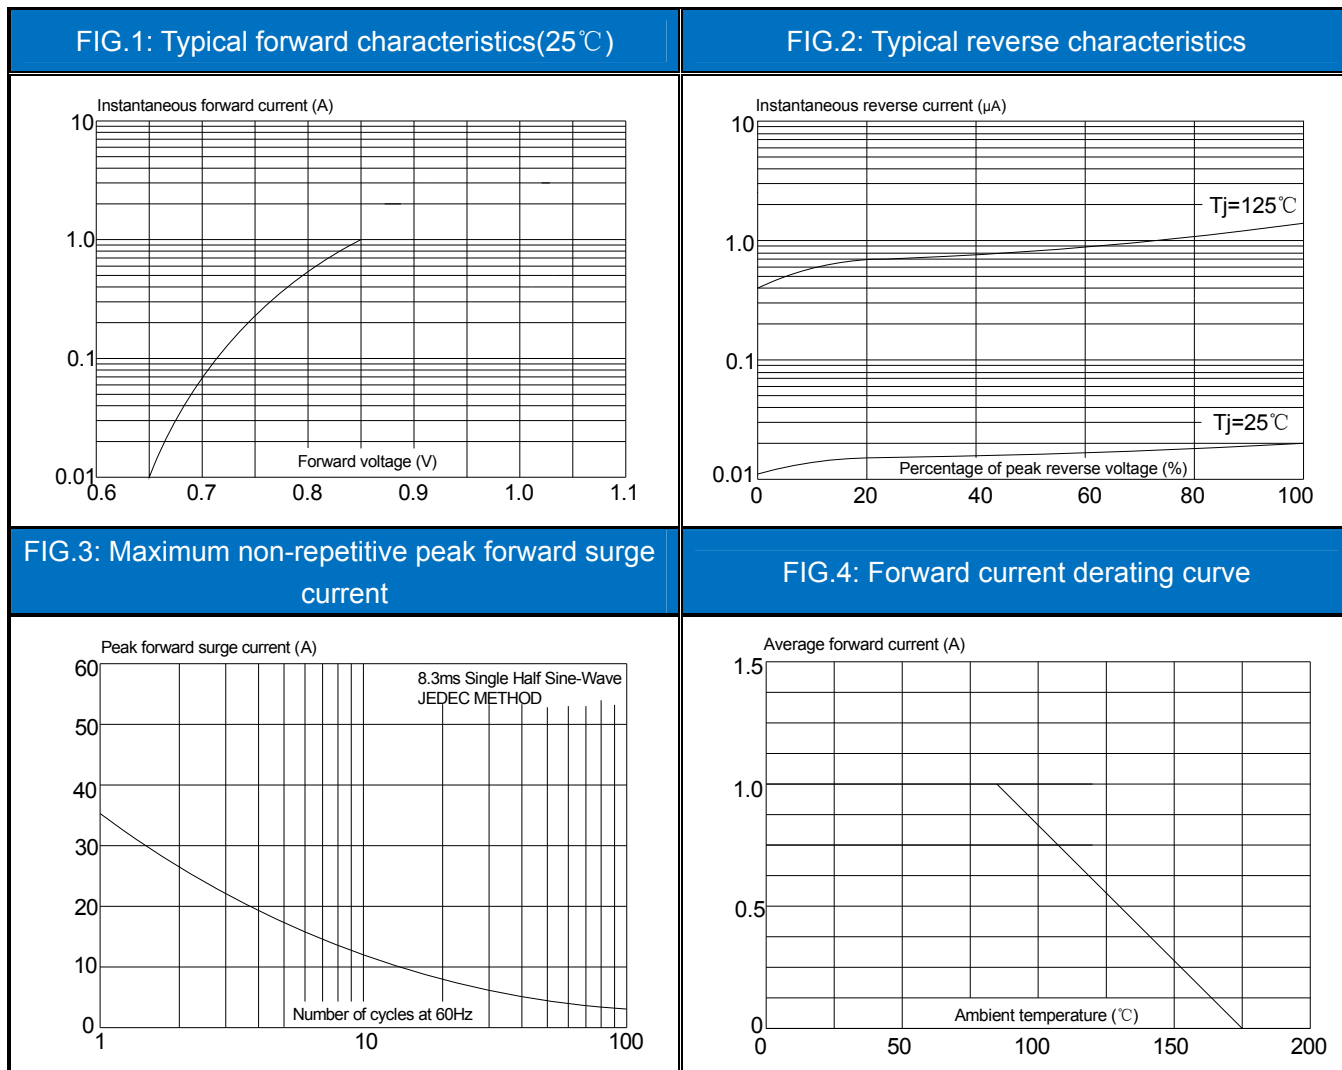 FIG.1: Typical forward characteristics(25℃)
FIG.2: Typical reverse characteristics
Instantaneous forward current (A)
10
1.0
0.1
0.01
Forward voltage (V)
0.6 0.7 0.8 0.9 1.0 1.1
Instantaneous reverse current (µA)
10
Tj=125℃
1.0
0.1
Tj=25℃
0.01
Percentage of peak reverse voltage (%)
0 20 40 60 80 100
FIG.3: Maximum non-repetitive peak forward surge
current
FIG.4: Forward current derating curve
Peak forward surge current (A)
60
8.3ms Single Half Sine-Wave
JEDEC METHOD
50
40
30
20
10
0
Number of cycles at 60Hz
1 10 100
Average forward current (A)
1.5
1.0
0.5
0
Ambient temperature (℃)
0 50 100 150 200